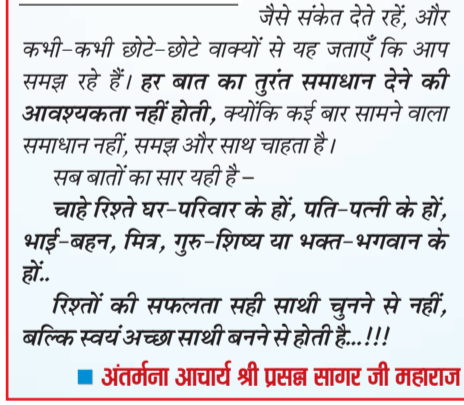 जैसे संकेत देते रहें, और
कभी-कभी छोटे-छोटे वाक्यों से यह जताएँ कि आप
समझ रहे हैं। हर बात का तुरंत समाधान देने की
आवश्यकता नहीं होती, क्योंकि कई बार सामने वाला
समाधान नहीं, समझ और साथ चाहता है।
सब बातों का सार यही है –
चाहे रिश्ते घर-परिवार के हों, पति-पत्नी के हों,
भाई-बहन, मित्र, गुरु-शिष्य या भक्त-भगवान के
हों..
रिश्तों की सफलता सही साथी चुनने से नहीं,
बल्कि स्वयं अच्छा साथी बनने से होती है...!!!
■ अंतर्मना आचार्य श्री प्रसन्न सागर जी महाराज